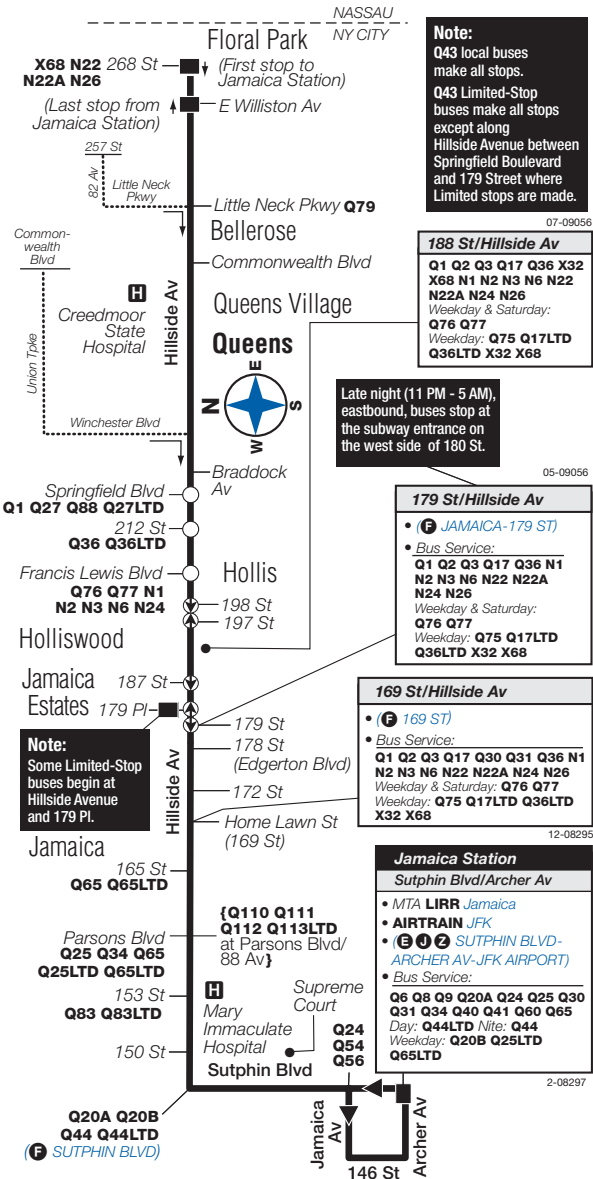 NASSAU
NY CITY
Floral Park
X68 N22 268 St
N22A N26
(First stop to
Jamaica Station)
(Last stop from
Jamaica Station)
E Williston Av
257 St
82 Av
Little Neck
Pkwy
Little Neck Pkwy Q79
Bellerose
Common-
wealth
Blvd
Commonwealth Blvd
H
Creedmoor
State
Hospital
Hillside Av
Queens Village
Queens
N
E
S
W
Union Tpke
Winchester Blvd
Braddock
Av
Springfield Blvd
Q1 Q27 Q88 Q27LTD
212 St
Q36 Q36LTD
Francis Lewis Blvd
Q76 Q77 N1
N2 N3 N6 N24
Hollis
198 St
197 St
Holliswood
187 St
Jamaica
Estates
179 Pl
179 St
178 St
(Edgerton Blvd)
Note:
Some Limited-Stop
buses begin at
Hillside Avenue
and 179 Pl.
Hillside Av
172 St
Home Lawn St
(169 St)
Jamaica
165 St
Q65 Q65LTD
Parsons Blvd
Q25 Q34 Q65
Q25LTD Q65LTD
{Q110 Q111
Q112 Q113LTD
at Parsons Blvd/
88 Av}
153 St
Q83 Q83LTD
H
Mary
Immaculate
Hospital
Supreme
Court
150 St
Sutphin Blvd
Q24
Q54
Q56
Q20A Q20B
Q44 Q44LTD
(F SUTPHIN BLVD)
Jamaica
Av
146 St
Archer Av
Note:
Q43 local buses
make all stops.
Q43 Limited-Stop
buses make all stops
except along
Hillside Avenue between
Springfield Boulevard
and 179 Street where
Limited stops are made.
07-09056
188 St/Hillside Av
Q1 Q2 Q3 Q17 Q36 X32
X68 N1 N2 N3 N6 N22
N22A N24 N26
Weekday & Saturday:
Q76 Q77
Weekday: Q75 Q17LTD
Q36LTD X32 X68
Late night (11 PM - 5 AM),
eastbound, buses stop at
the subway entrance on
the west side of 180 St.
05-09056
179 St/Hillside Av
• (F JAMAICA-179 ST)
• Bus Service:
Q1 Q2 Q3 Q17 Q36 N1
N2 N3 N6 N22 N22A
N24 N26
Weekday & Saturday:
Q76 Q77
Weekday: Q75 Q17LTD
Q36LTD X32 X68
169 St/Hillside Av
• (F 169 ST)
• Bus Service:
Q1 Q2 Q3 Q17 Q30 Q31 Q36 N1
N2 N3 N6 N22 N22A N24 N26
Weekday & Saturday: Q76 Q77
Weekday: Q75 Q17LTD Q36LTD
X32 X68
12-08295
Jamaica Station
Sutphin Blvd/Archer Av
• MTA LIRR Jamaica
• AIRTRAIN JFK
• (E J Z SUTPHIN BLVD-
ARCHER AV-JFK AIRPORT)
• Bus Service:
Q6 Q8 Q9 Q20A Q24 Q25 Q30
Q31 Q34 Q40 Q41 Q60 Q65
Day: Q44LTD Nite: Q44
Weekday: Q20B Q25LTD
Q65LTD
2-08297